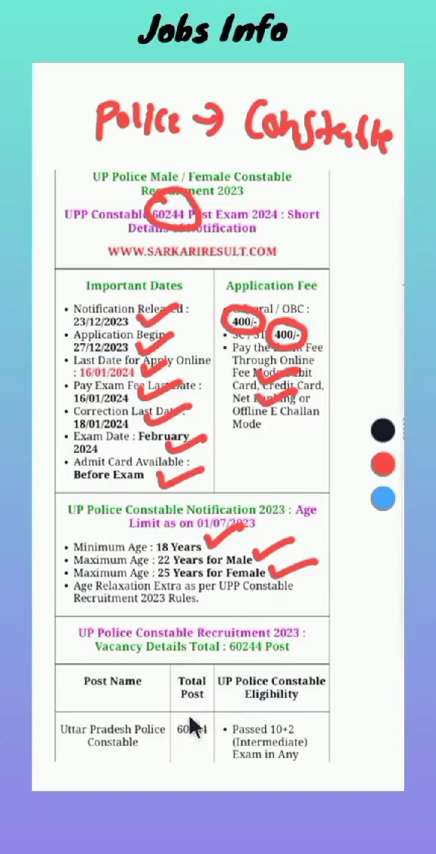 Jobs Info
Police → Constable
UP Police Male / Female Constable
Recruitment 2023
UPP Constable 60244 Post Exam 2024 : Short
Details of Notification
WWW.SARKARIRESULT.COM
Important Dates
Notification Released :
23/12/2023
Application Begin :
27/12/2023
Last Date for Apply Online
: 16/01/2024
Pay Exam Fee Last Date :
16/01/2024
Correction Last Date :
18/01/2024
Exam Date : February
2024
Admit Card Available :
Before Exam
Application Fee
General / OBC :
400/-
SC / ST : 400/-
Pay the Exam Fee
Through Online
Fee Mode Debit
Card, Credit Card,
Net Banking or
Offline E Challan
Mode
UP Police Constable Notification 2023 : Age
Limit as on 01/07/2023
Minimum Age : 18 Years
Maximum Age : 22 Years for Male
Maximum Age : 25 Years for Female
Age Relaxation Extra as per UPP Constable
Recruitment 2023 Rules.
UP Police Constable Recruitment 2023 :
Vacancy Details Total : 60244 Post
Post Name
Total
Post
UP Police Constable
Eligibility
Uttar Pradesh Police
Constable
60244
Passed 10+2
(Intermediate)
Exam in Any